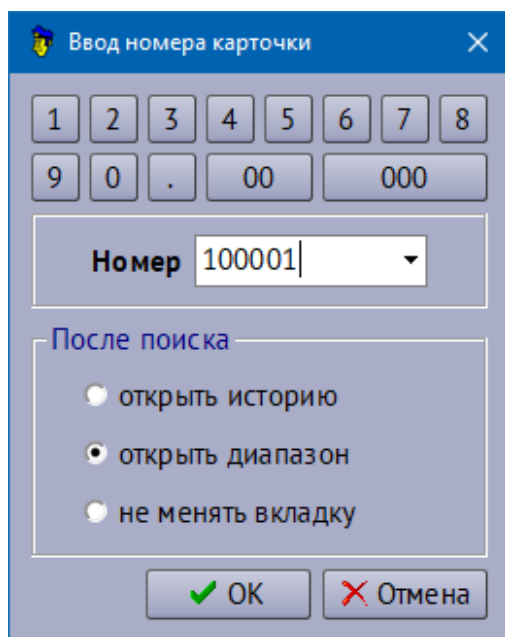 Ввод номера карточки
1 2 3 4 5 6 7 8
9 0 . 00 000
Номер 100001
После поиска
открыть историю
открыть диапазон
не менять вкладку
ОК Отмена